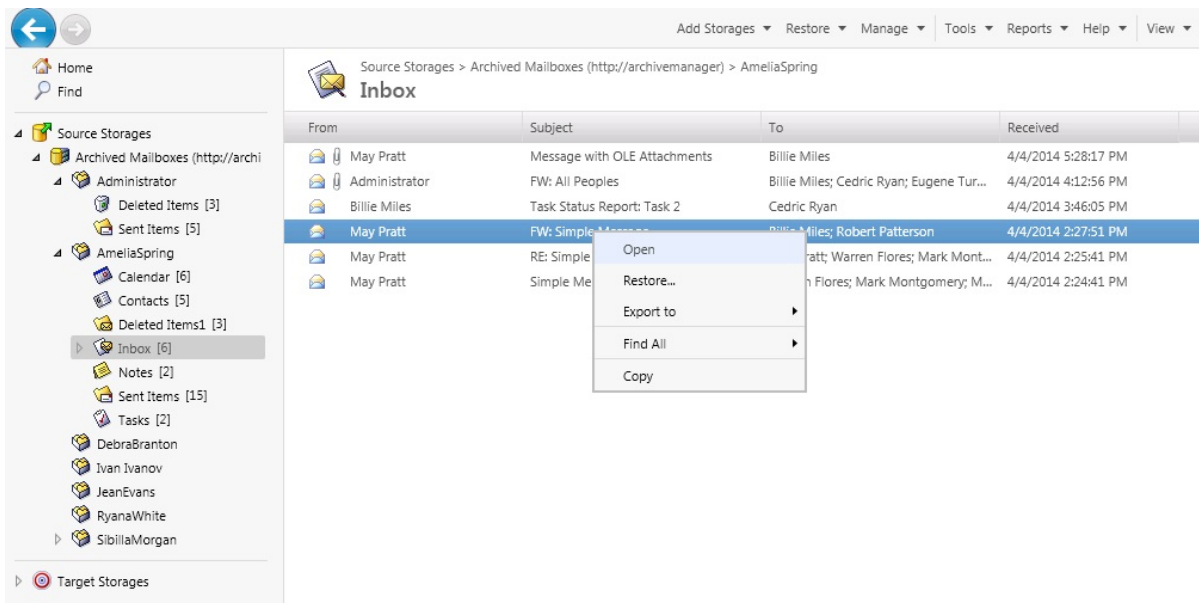 Add Storages Restore Manage Tools Reports Help View
Home
Find
Source Storages
Archived Mailboxes (http://archi
Administrator
Deleted Items [3]
Sent Items [5]
AmeliaSpring
Calendar [6]
Contacts [5]
Deleted Items1 [3]
Inbox [6]
Notes [2]
Sent Items [15]
Tasks [2]
DebraBranton
Ivan Ivanov
JeanEvans
RyanaWhite
SibillaMorgan
Target Storages
Source Storages > Archived Mailboxes (http://archivemanager) > AmeliaSpring
Inbox
From Subject To Received
May Pratt Message with OLE Attachments Billie Miles 4/4/2014 5:28:17 PM
Administrator FW: All Peoples Billie Miles; Cedric Ryan; Eugene Tur... 4/4/2014 4:12:56 PM
Billie Miles Task Status Report: Task 2 Cedric Ryan 4/4/2014 3:46:05 PM
May Pratt FW: Simple Message Billie Miles; Robert Patterson 4/4/2014 2:27:51 PM
May Pratt RE: Simple ratt; Warren Flores; Mark Mont... 4/4/2014 2:25:41 PM
May Pratt Simple Me n Flores; Mark Montgomery; M... 4/4/2014 2:24:41 PM
Open
Restore...
Export to
Find All
Copy